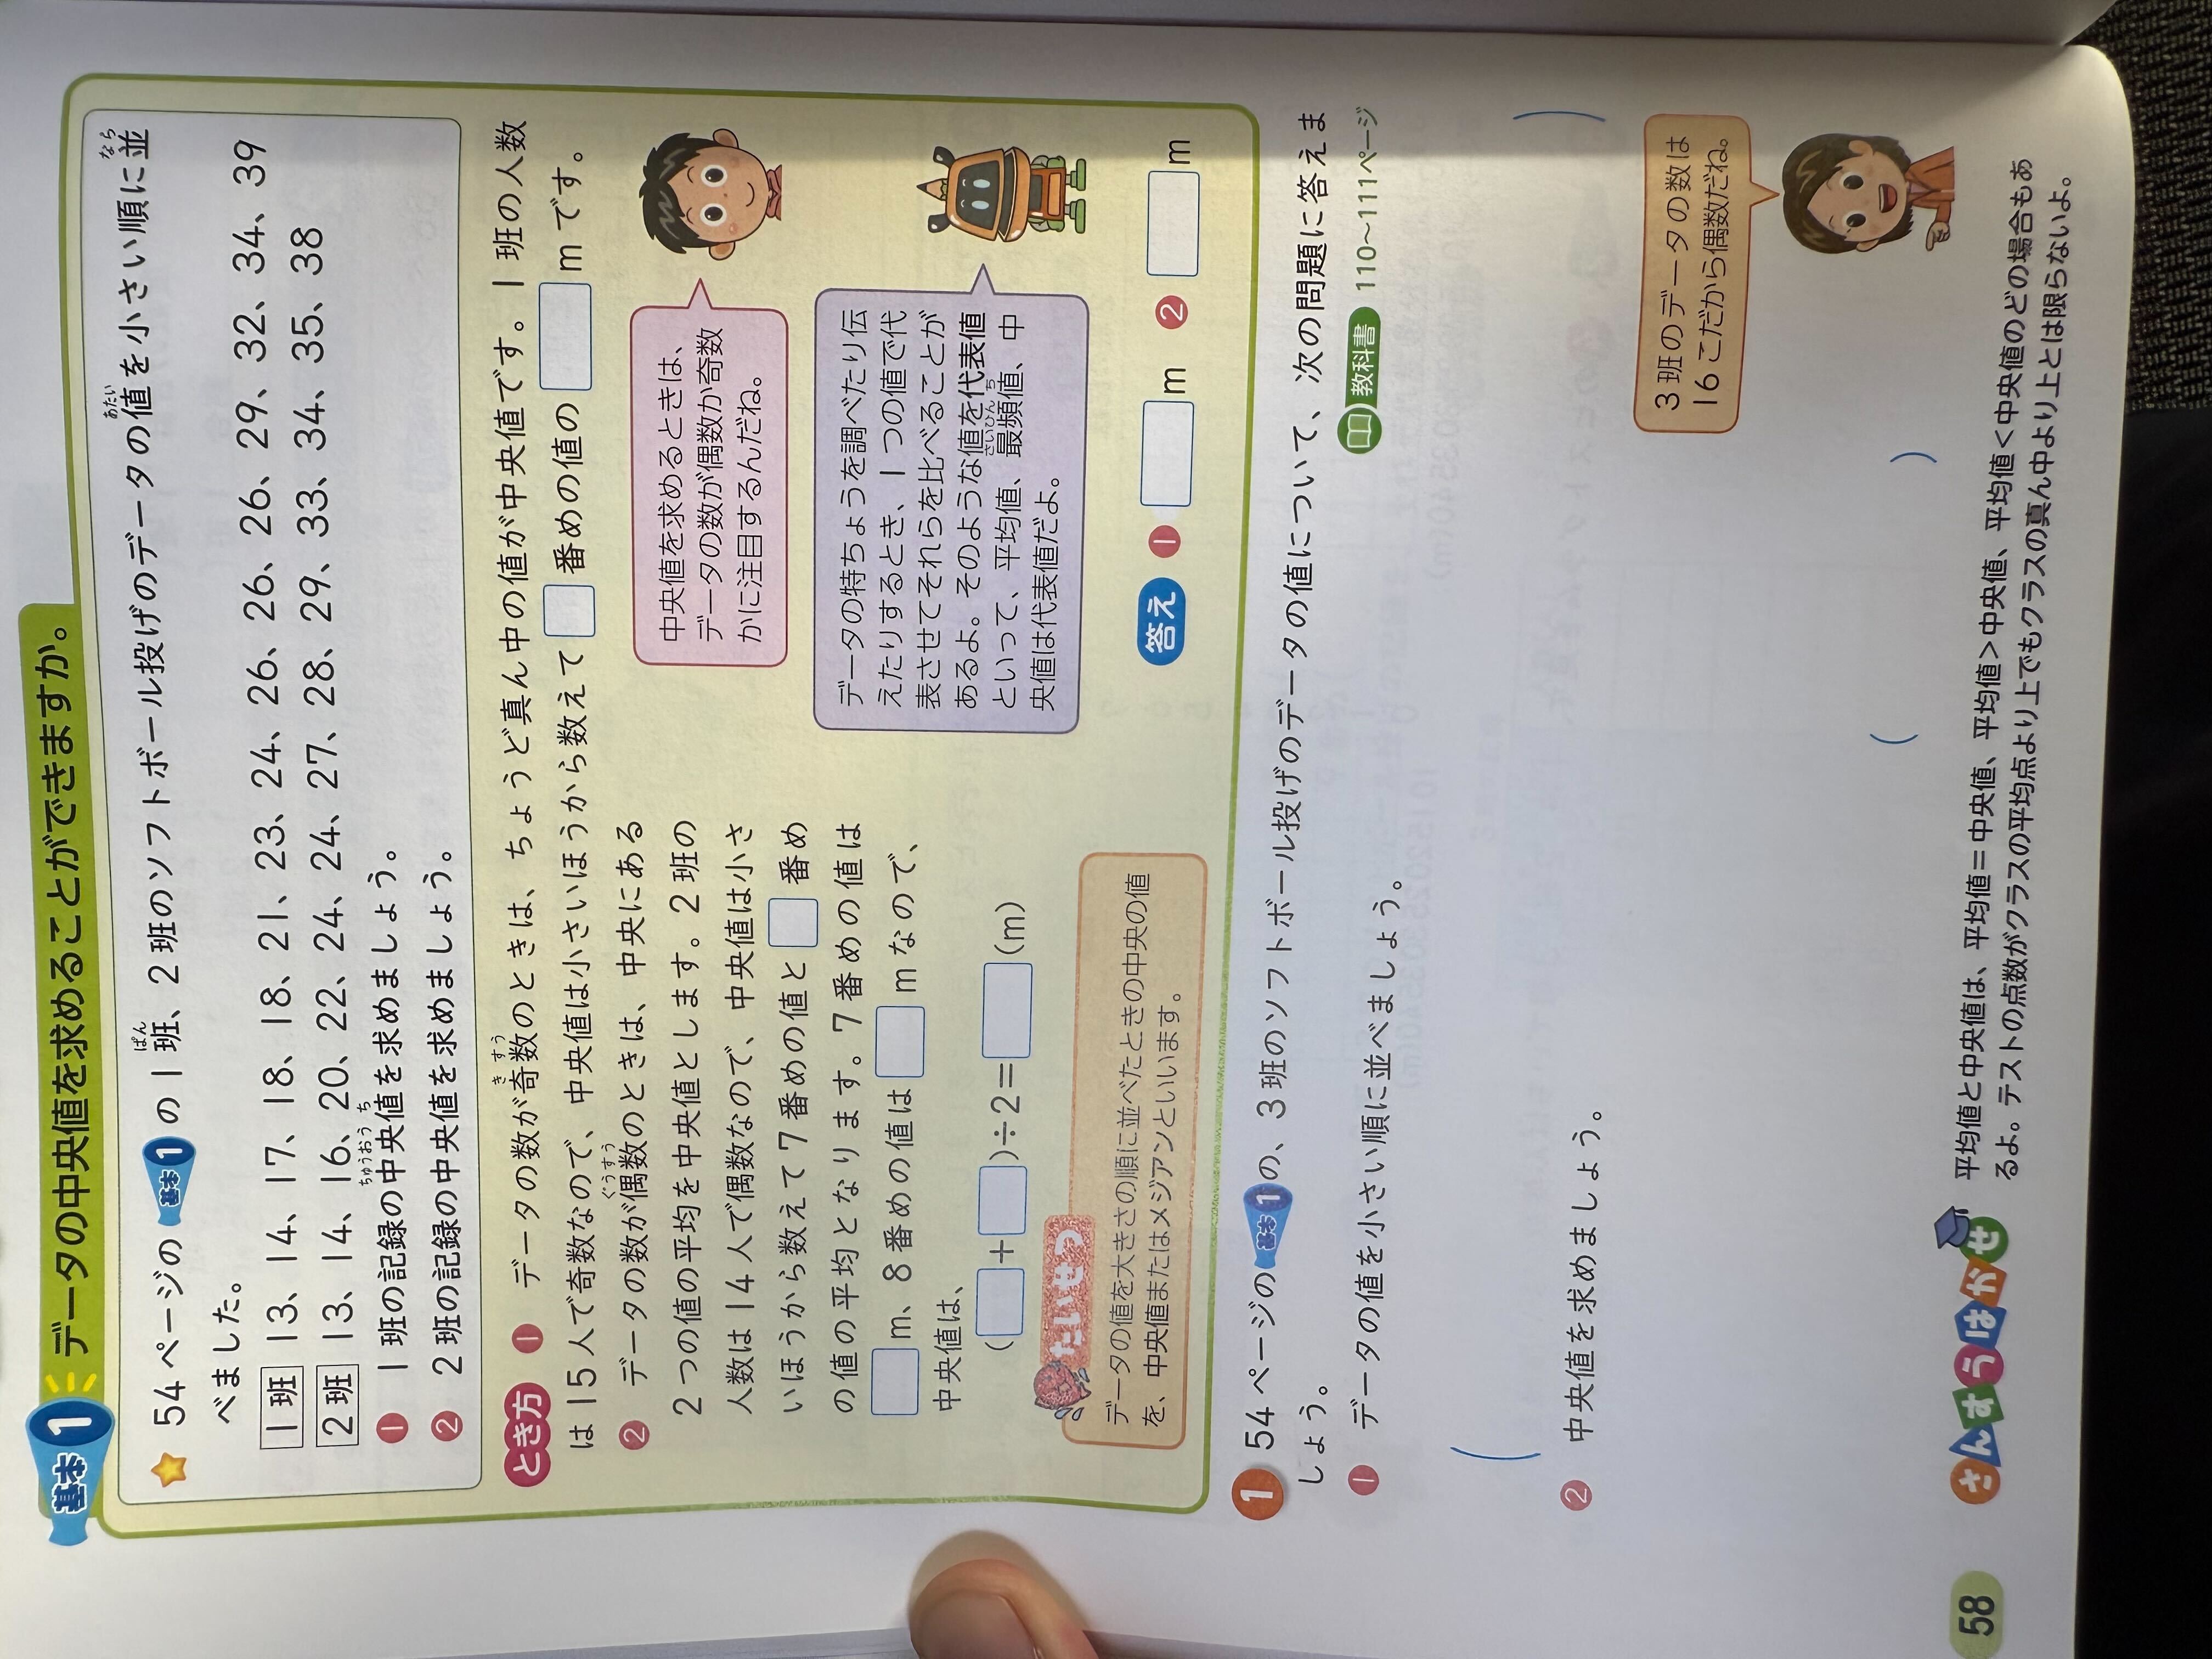 基本1 データの中央値を求めることができますか。
54ページの基本1の1班、2班のソフトボール投げのデータの値を小さい順に並
べました。
1班 13、14、17、18、18、21、23、24、26、26、26、29、32、34、39
2班 13、14、16、20、22、24、24、27、28、29、33、34、35、38
1 1班の記録の中央値を求めましょう。
2 2班の記録の中央値を求めましょう。
とき方 1 データの数が奇数のときは、ちょうど真ん中の値が中央値です。1班の人数
は15人で奇数なので、中央値は小さいほうから数えて 番めの値の mです。
2 データの数が偶数のときは、中央にある
2つの値の平均を中央値とします。2班の
人数は14人で偶数なので、中央値は小さ
いほうから数えて7番めの値と 番め
の値の平均となります。7番めの値は
m、8番めの値は mなので、
中央値は、
( + )÷2= (m)
中央値を求めるときは、
データの数が偶数か奇数
かに注目するんだね。
データの特ちょうを調べたり伝
えたりするとき、1つの値で代
表させてそれらを比べることが
あるよ。そのような値を代表値
といって、平均値、最頻値、中
央値は代表値だよ。
たいせつ
データの値を大きさの順に並べたときの中央の値
を、中央値またはメジアンといいます。
答え 1 m 2 m
1 54ページの基本1の、3班のソフトボール投げのデータの値について、次の問題に答えま
しょう。
教科書 110〜111ページ
1 データの値を小さい順に並べましょう。
( )
2 中央値を求めましょう。
3班のデータの数は
16こだから偶数だね。
( )
さんすうはかせ
平均値と中央値は、平均値=中央値、平均値>中央値、平均値<中央値のどの場合もあ
るよ。テストの点数がクラスの平均点より上でもクラスの真ん中より上とは限らないよ。
58